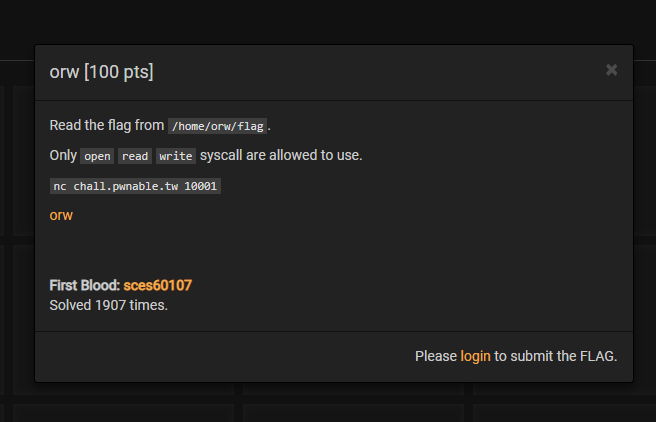 orw [100 pts]
×
Read the flag from /home/orw/flag.
Only open read write syscall are allowed to use.
nc chall.pwnable.tw 10001
orw
First Blood: sces60107
Solved 1907 times.
Please login to submit the FLAG.